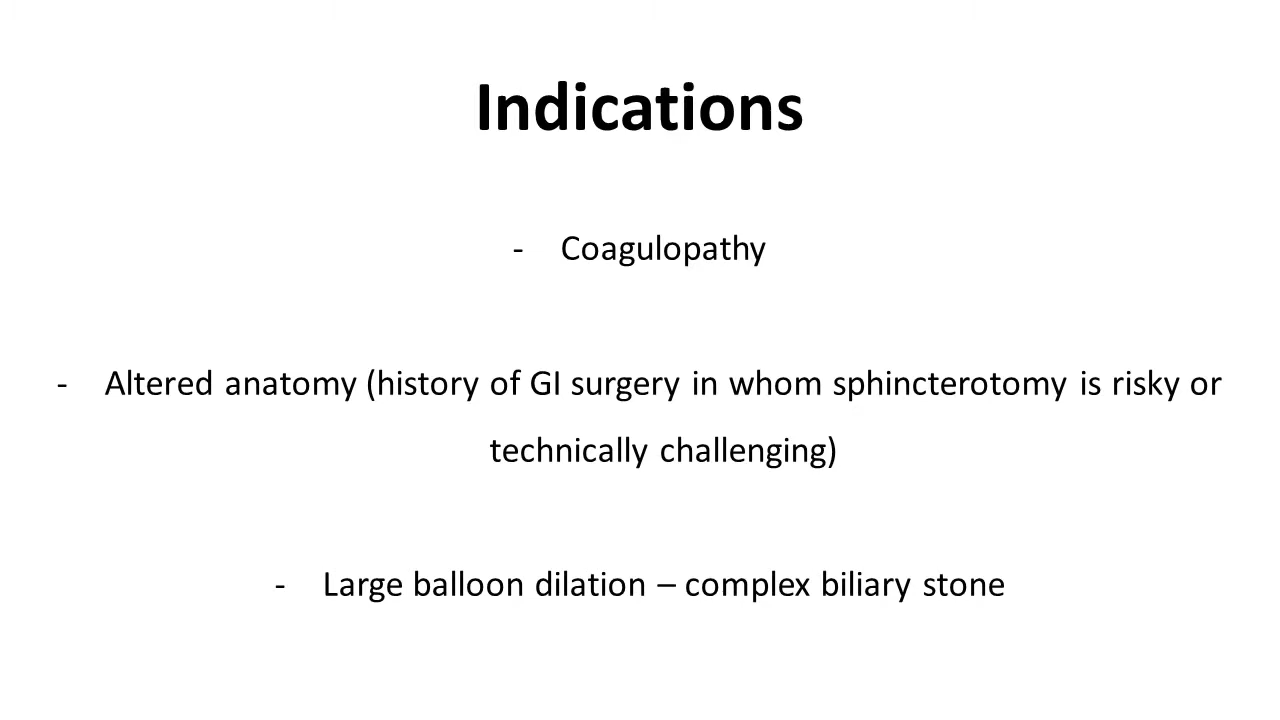 Indications
- Coagulopathy
- Altered anatomy (history of GI surgery in whom sphincterotomy is risky or
technically challenging)
- Large balloon dilation – complex biliary stone